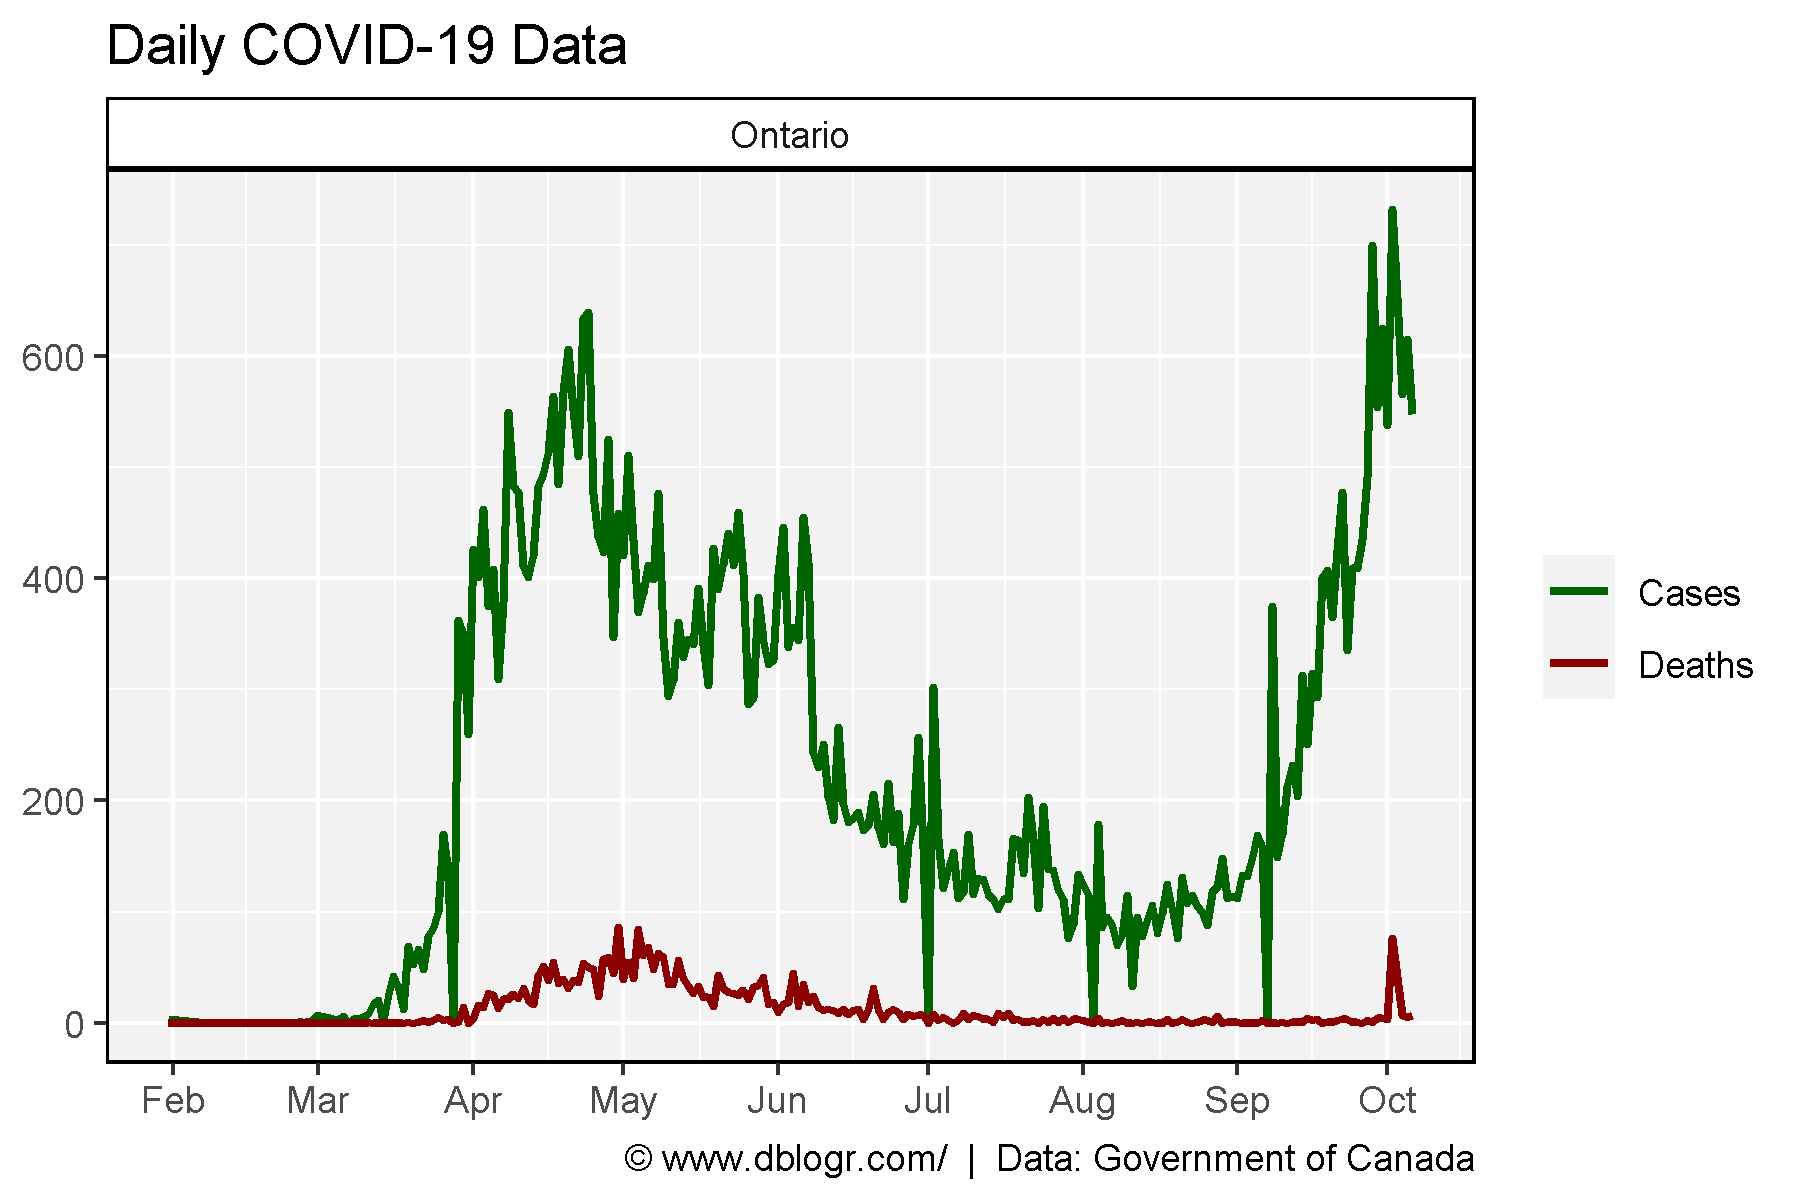 Daily COVID-19 Data
Ontario
600
400
200
0
Feb Mar Apr May Jun Jul Aug Sep Oct
Cases
Deaths
© www.dblogr.com/ | Data: Government of Canada